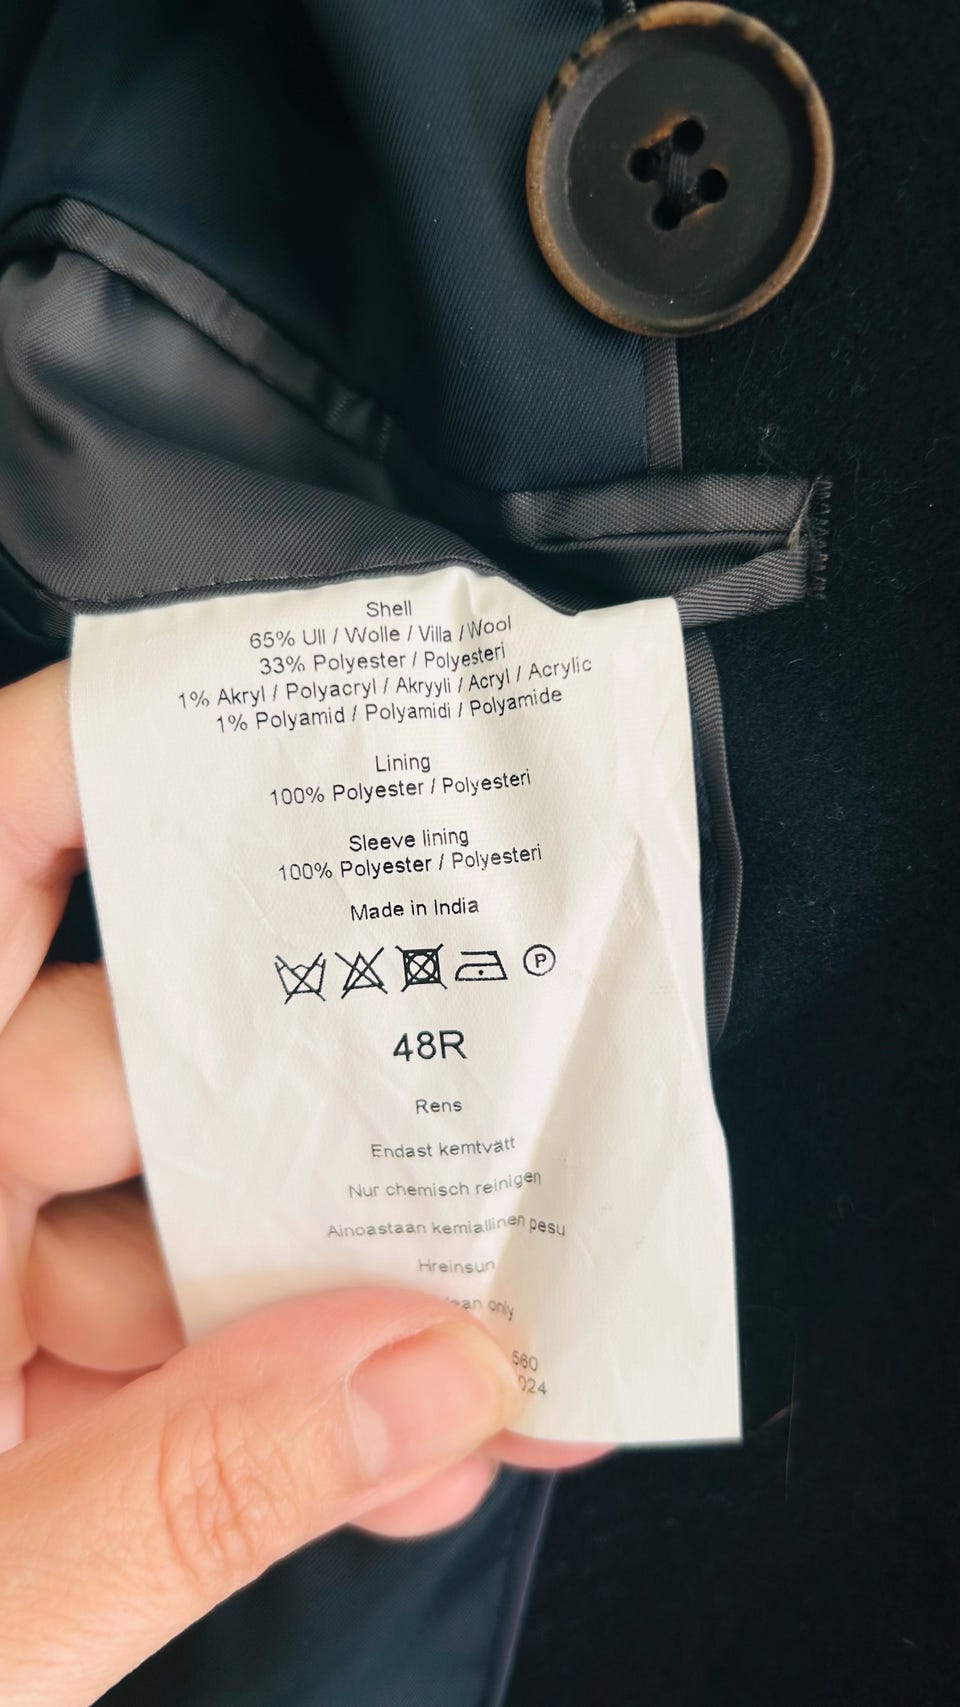 Shell
65% Ull / Wolle / Villa / Wool
33% Polyester / Polyesteri
1% Akryl / Polyacryl / Akryyli / Acryl / Acrylic
1% Polyamid / Polyamidi / Polyamide
Lining
100% Polyester / Polyesteri
Sleeve lining
100% Polyester / Polyesteri
Made in India
P
48R
Rens
Endast kemtvätt
Nur chemisch reinigen
Ainoastaan kemiallinen pesu
Hreinsun
only